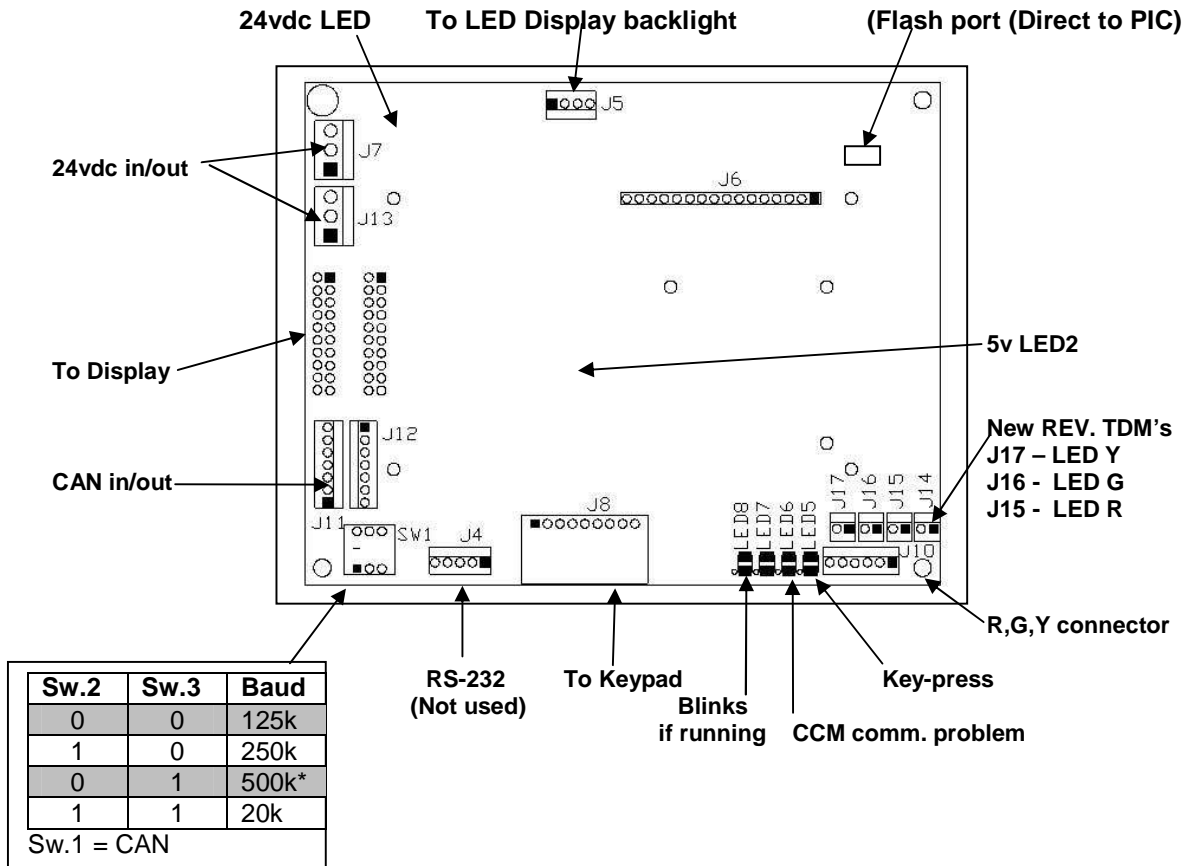 24vdc LED
To LED Display backlight
(Flash port (Direct to PIC)
J5
J7
24vdc in/out
J6
J13
5v LED2
To Display
New REV. TDM's
J17 – LED Y
J16 - LED G
J15 - LED R
J12
CAN in/out
J11
SW1
J4
J8
LED8
LED7
LED6
LED5
J17
J16
J15
J14
J10
R,G,Y connector
RS-232
(Not used)
To Keypad
Key-press
Blinks
if running
CCM comm. problem
Sw.2 Sw.3 Baud
0 0 125k
1 0 250k
0 1 500k*
1 1 20k
Sw.1 = CAN